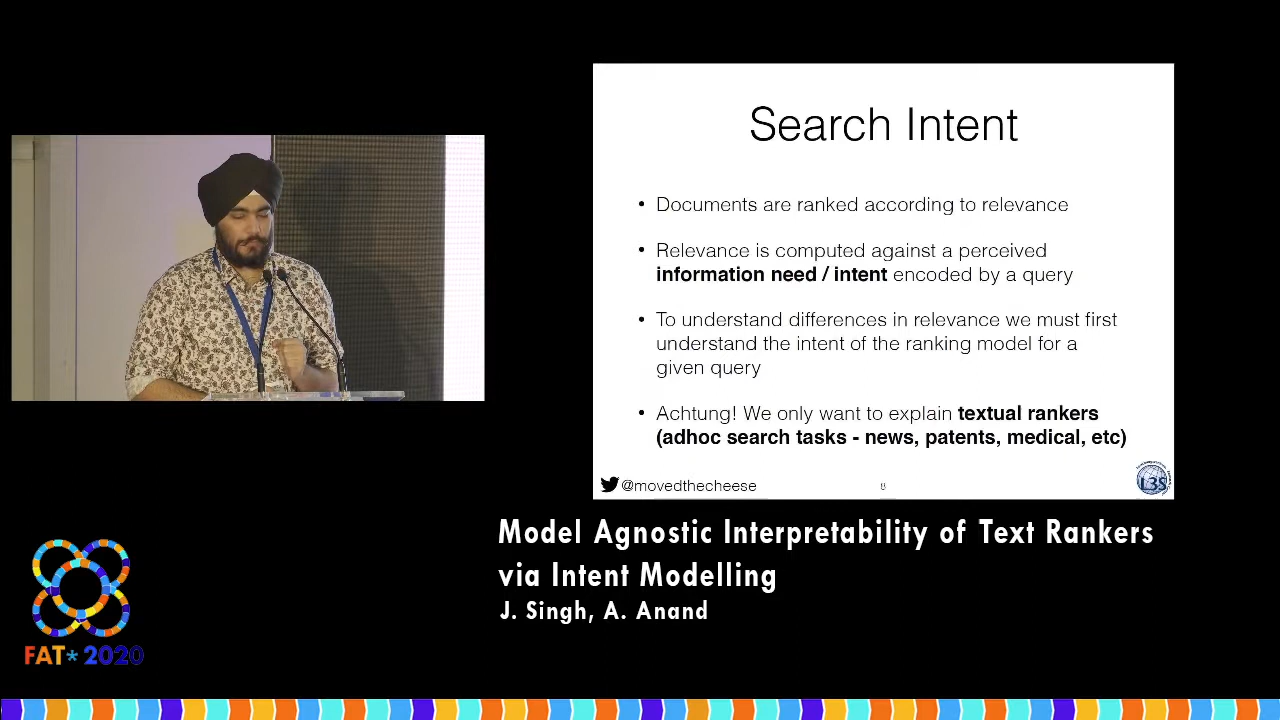 Search Intent
• Documents are ranked according to relevance
• Relevance is computed against a perceived
information need / intent encoded by a query
• To understand differences in relevance we must first
understand the intent of the ranking model for a
given query
• Achtung! We only want to explain textual rankers
(adhoc search tasks - news, patents, medical, etc)
@movedthecheese
8
L3S
Model Agnostic Interpretability of Text Rankers
via Intent Modelling
J. Singh, A. Anand
FAT* 2020